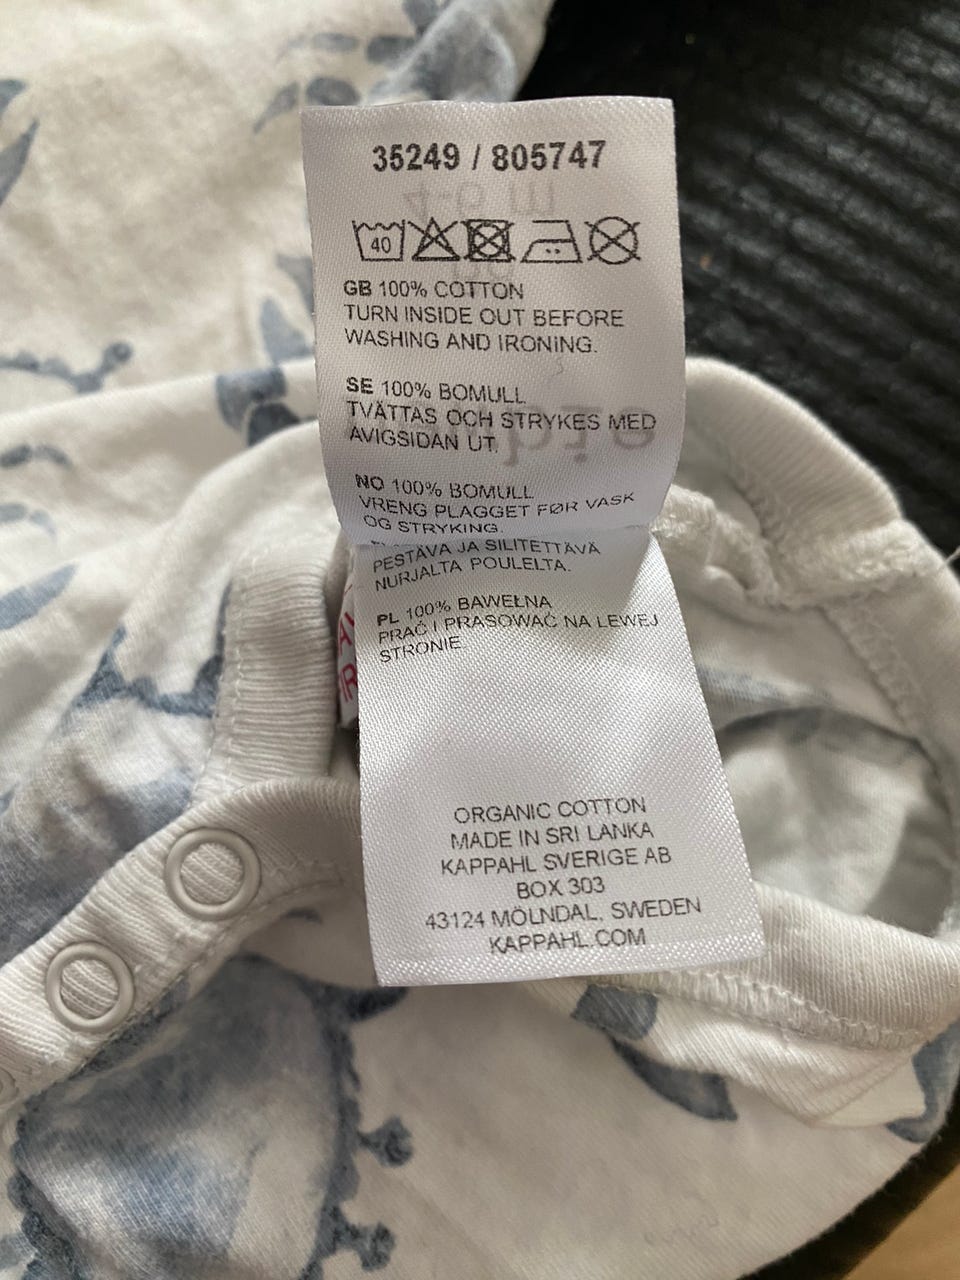 35249 / 805747
40
GB 100% COTTON
TURN INSIDE OUT BEFORE
WASHING AND IRONING.
SE 100% BOMULL
TVÄTTAS OCH STRYKES MED
AVIGSIDAN UT.
NO 100% BOMULL
VRENG PLAGGET FØR VASK
OG STRYKING.
PESTÄVÄ JA SILITETTÄVÄ
NURJALTA POULELTA.
PL 100% BAWEŁNA
PRAĆ I PRASOWAĆ NA LEWEJ
STRONIE.
ORGANIC COTTON
MADE IN SRI LANKA
KAPPAHL SVERIGE AB
BOX 303
43124 MÖLNDAL, SWEDEN
KAPPAHL.COM